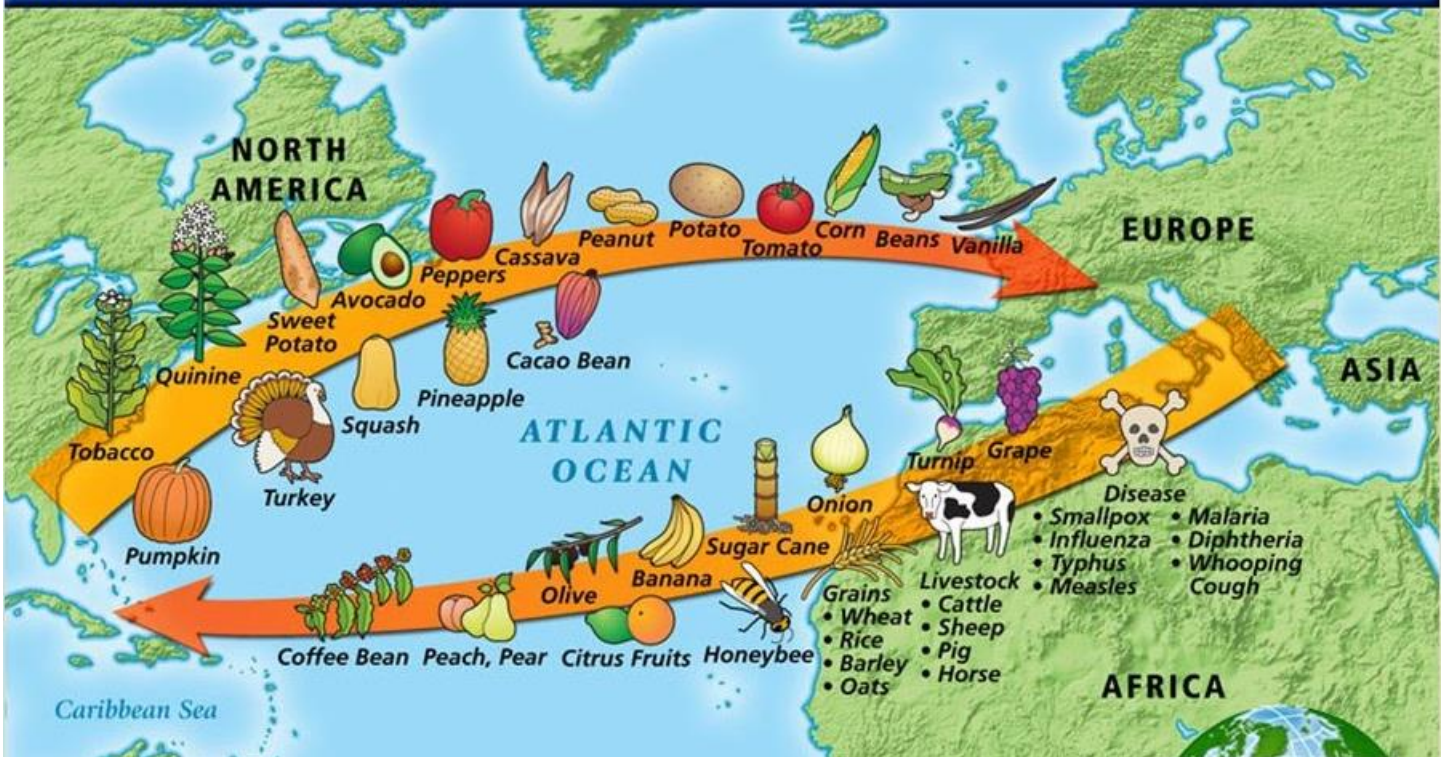 NORTH
AMERICA
EUROPE
ASIA
AFRICA
ATLANTIC
OCEAN
Caribbean Sea
Tobacco
Quinine
Sweet
Potato
Avocado
Peppers
Cassava
Peanut
Potato
Tomato
Corn
Beans
Vanilla
Pumpkin
Turkey
Squash
Pineapple
Cacao Bean
Coffee Bean
Peach, Pear
Olive
Citrus Fruits
Banana
Honeybee
Sugar Cane
Onion
Turnip
Grape
Grains
• Wheat
• Rice
• Barley
• Oats
Livestock
• Cattle
• Sheep
• Pig
• Horse
Disease
• Smallpox
• Influenza
• Typhus
• Measles
• Malaria
• Diphtheria
• Whooping
Cough